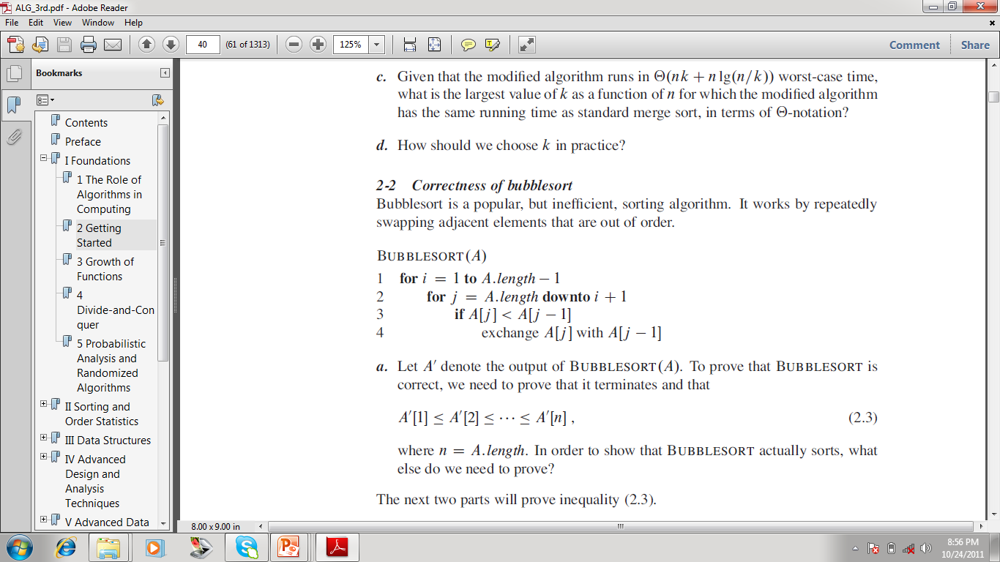 ALG_3rd.pdf - Adobe Reader
File Edit View Window Help
40 (61 of 1313) 125% Comment Share
Bookmarks
Contents
Preface
I Foundations
1 The Role of
Algorithms in
Computing
2 Getting
Started
3 Growth of
Functions
4
Divide-and-Con
quer
5 Probabilistic
Analysis and
Randomized
Algorithms
II Sorting and
Order Statistics
III Data Structures
IV Advanced
Design and
Analysis
Techniques
V Advanced Data
c. Given that the modified algorithm runs in Θ(nk + n lg(n/k)) worst-case time,
what is the largest value of k as a function of n for which the modified algorithm
has the same running time as standard merge sort, in terms of Θ-notation?
d. How should we choose k in practice?
2-2 Correctness of bubblesort
Bubblesort is a popular, but inefficient, sorting algorithm. It works by repeatedly
swapping adjacent elements that are out of order.
BUBBLESORT(A)
1 for i = 1 to A.length − 1
2 for j = A.length downto i + 1
3 if A[j] < A[j − 1]
4 exchange A[j] with A[j − 1]
a. Let A′ denote the output of BUBBLESORT(A). To prove that BUBBLESORT is
correct, we need to prove that it terminates and that
A′[1] ≤ A′[2] ≤ ⋯ ≤ A′[n] , (2.3)
where n = A.length. In order to show that BUBBLESORT actually sorts, what
else do we need to prove?
The next two parts will prove inequality (2.3).
8.00 x 9.00 in
8:56 PM
10/24/2011